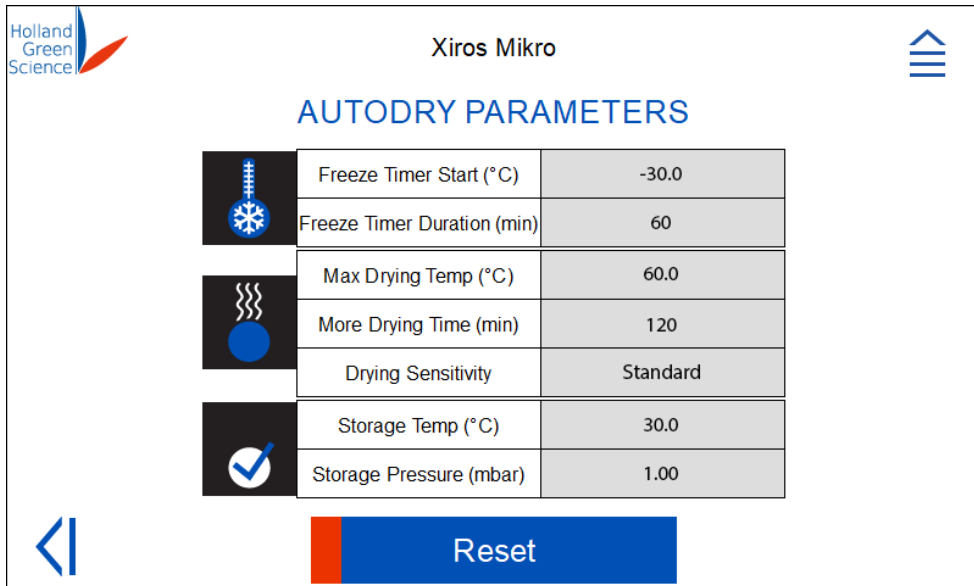 Holland
Green
Science
Xiros Mikro
AUTODRY PARAMETERS
Freeze Timer Start (°C) -30.0
Freeze Timer Duration (min) 60
Max Drying Temp (°C) 60.0
More Drying Time (min) 120
Drying Sensitivity Standard
Storage Temp (°C) 30.0
Storage Pressure (mbar) 1.00
Reset